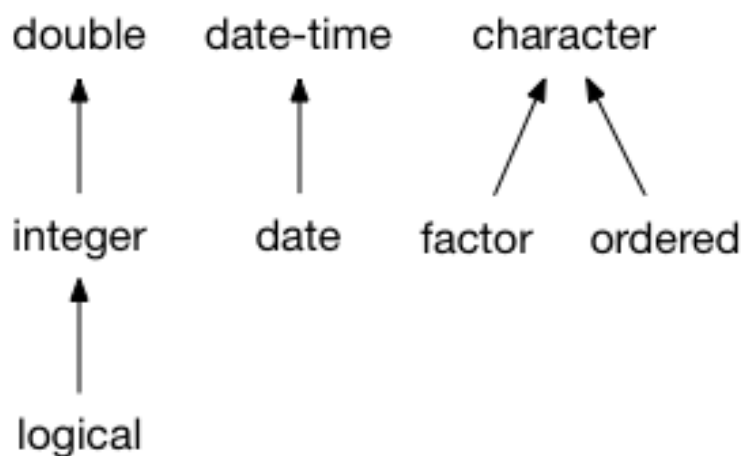 double date-time character
integer date factor ordered
logical